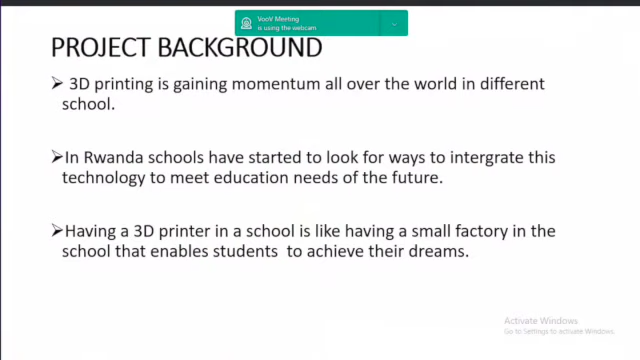 VooV Meeting
is using the webcam
PROJECT BACKGROUND
➢ 3D printing is gaining momentum all over the world in different
school.
➢In Rwanda schools have started to look for ways to intergrate this
technology to meet education needs of the future.
➢Having a 3D printer in a school is like having a small factory in the
school that enables students to achieve their dreams.
Activate Windows
Go to Settings to activate Windows.